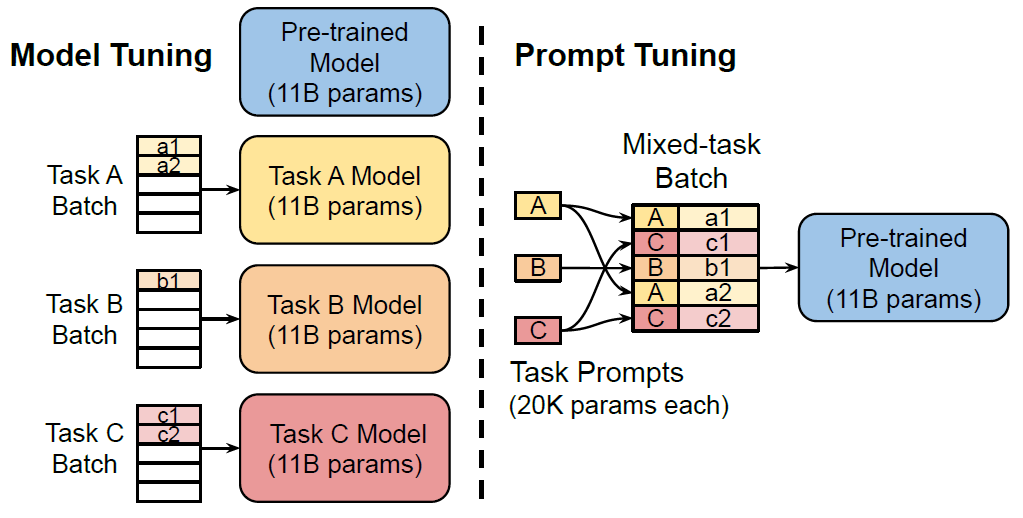 Model Tuning
Pre-trained
Model
(11B params)
Task A
Batch
a1
a2
Task A Model
(11B params)
Task B
Batch
b1
Task B Model
(11B params)
Task C
Batch
c1
c2
Task C Model
(11B params)
Prompt Tuning
Mixed-task
Batch
A
B
C
A a1
C c1
B b1
A a2
C c2
Pre-trained
Model
(11B params)
Task Prompts
(20K params each)